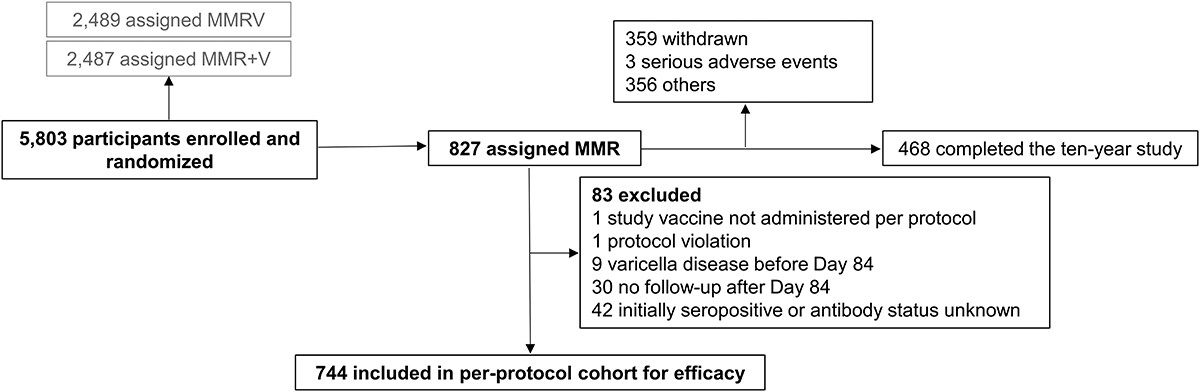 2,489 assigned MMRV
2,487 assigned MMR+V
5,803 participants enrolled and
randomized
827 assigned MMR
359 withdrawn
3 serious adverse events
356 others
468 completed the ten-year study
83 excluded
1 study vaccine not administered per protocol
1 protocol violation
9 varicella disease before Day 84
30 no follow-up after Day 84
42 initially seropositive or antibody status unknown
744 included in per-protocol cohort for efficacy